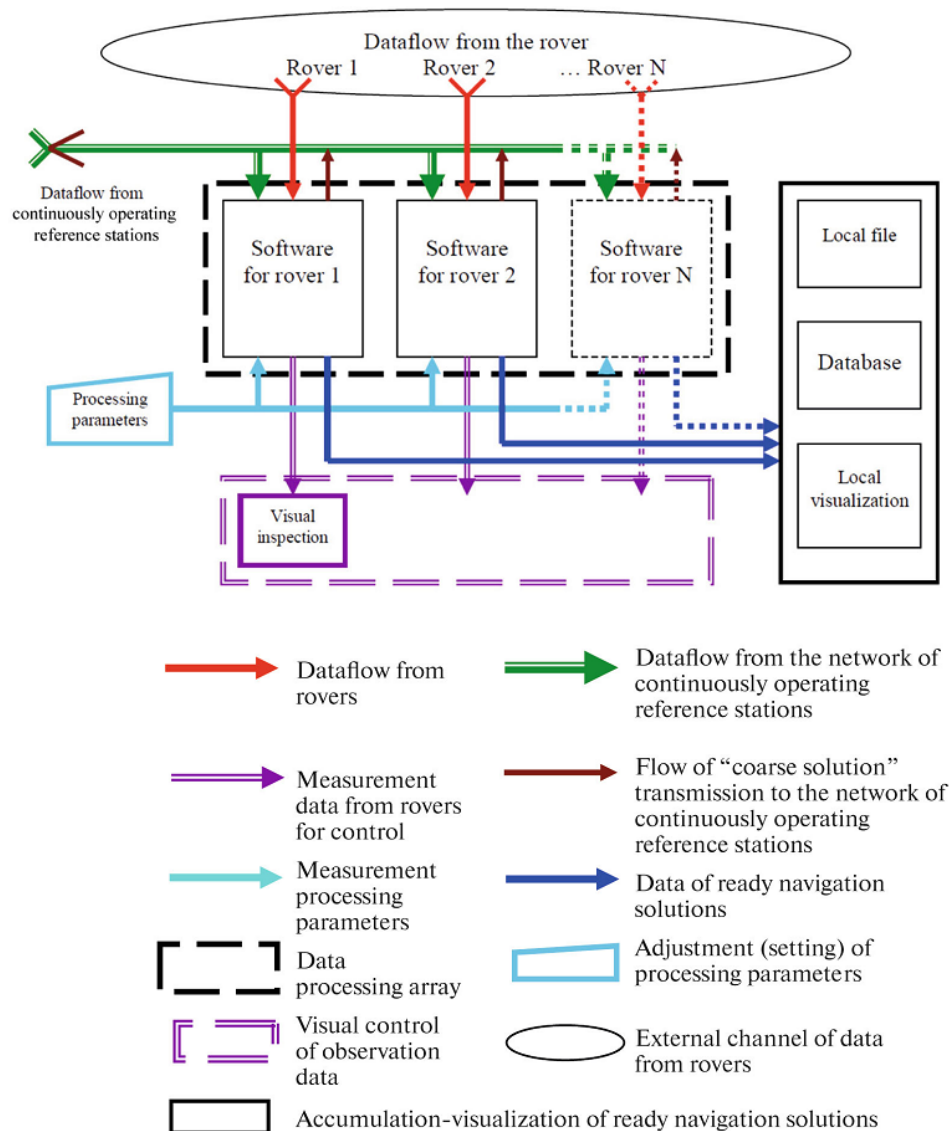 Dataflow from the rover
Rover 1
Rover 2
... Rover N
Dataflow from
continuously operating
reference stations
Software
for rover 1
Software
for rover 2
Software
for rover N
Local file
Database
Local
visualization
Processing
parameters
Visual
inspection
Dataflow from
rovers
Dataflow from the network of
continuously operating
reference stations
Measurement
data from rovers
for control
Flow of “coarse solution”
transmission to the network of
continuously operating
reference stations
Measurement
processing
parameters
Data of ready navigation
solutions
Data
processing array
Adjustment (setting) of
processing parameters
Visual control
of observation
data
External channel of data
from rovers
Accumulation-visualization of ready navigation solutions